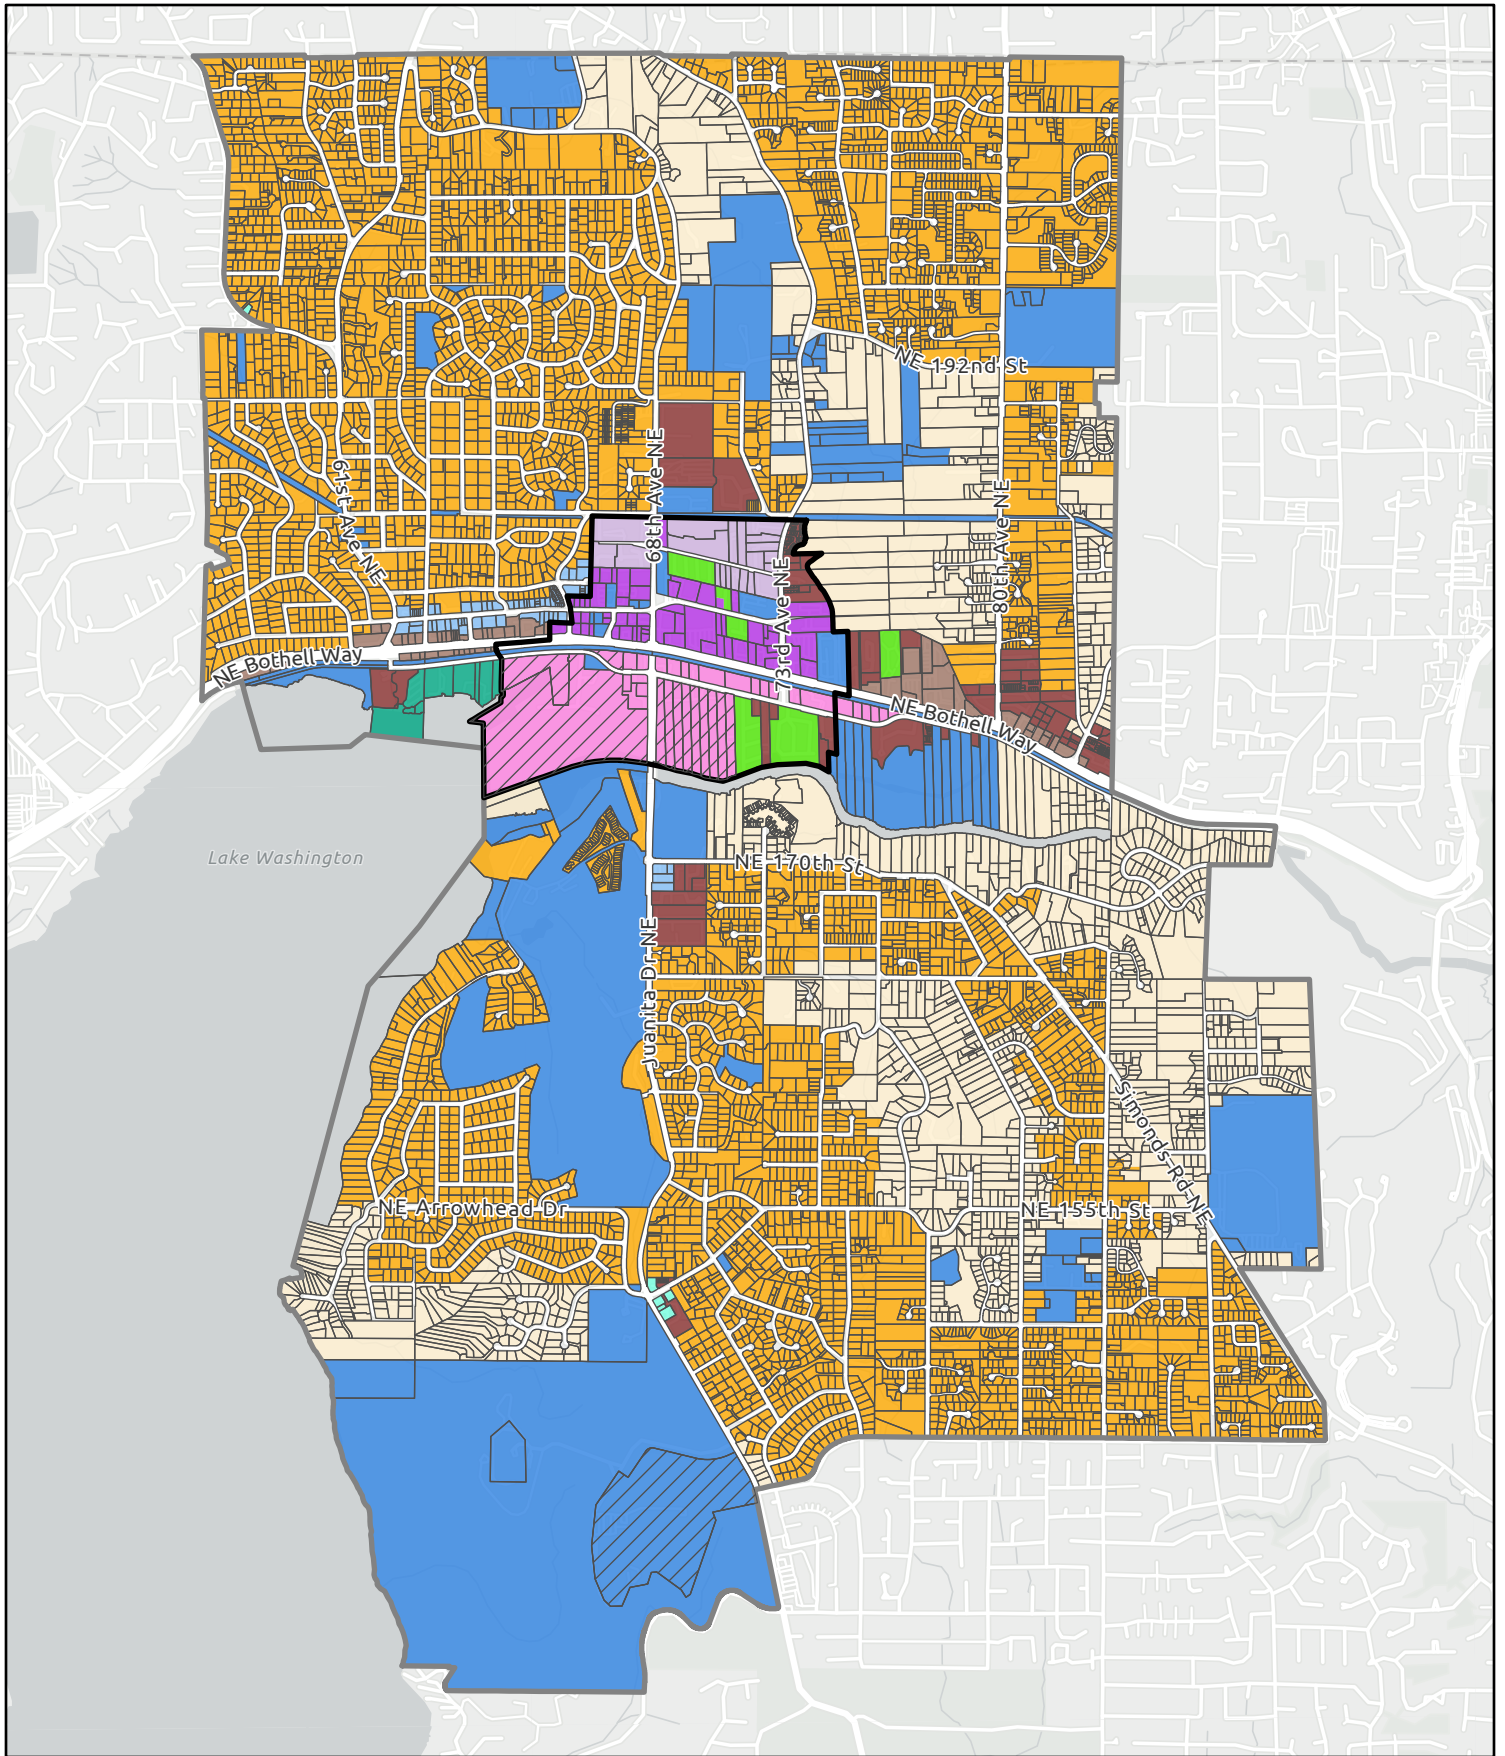 NE 192nd St
68th Ave NE
61st Ave NE
80th Ave NE
73rd Ave NE
NE Bothell Way
NE Bothell Way
Lake Washington
NE 170th St
Juanita Dr NE
Simonds Rd NE
NE Arrowhead Dr
NE 155th St